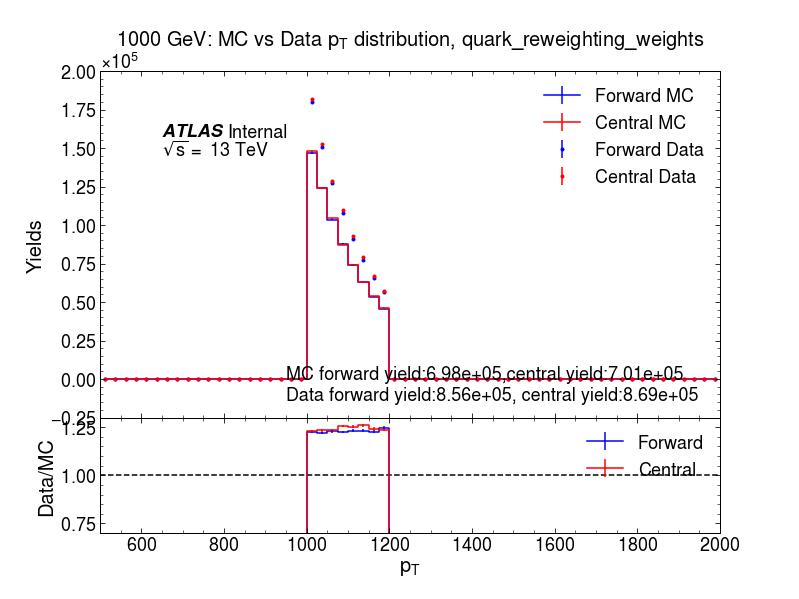 1000 GeV: MC vs Data pT distribution, quark_reweighting_weights
×10⁵
2.00
1.75
1.50
1.25
1.00
0.75
0.50
0.25
0.00
−0.25
Yields
ATLAS Internal
√s = 13 TeV
Forward MC
Central MC
Forward Data
Central Data
MC forward yield:6.98e+05,central yield:7.01e+05
Data forward yield:8.56e+05, central yield:8.69e+05
1.25
1.00
0.75
Data/MC
Forward
Central
600 800 1000 1200 1400 1600 1800 2000
pT